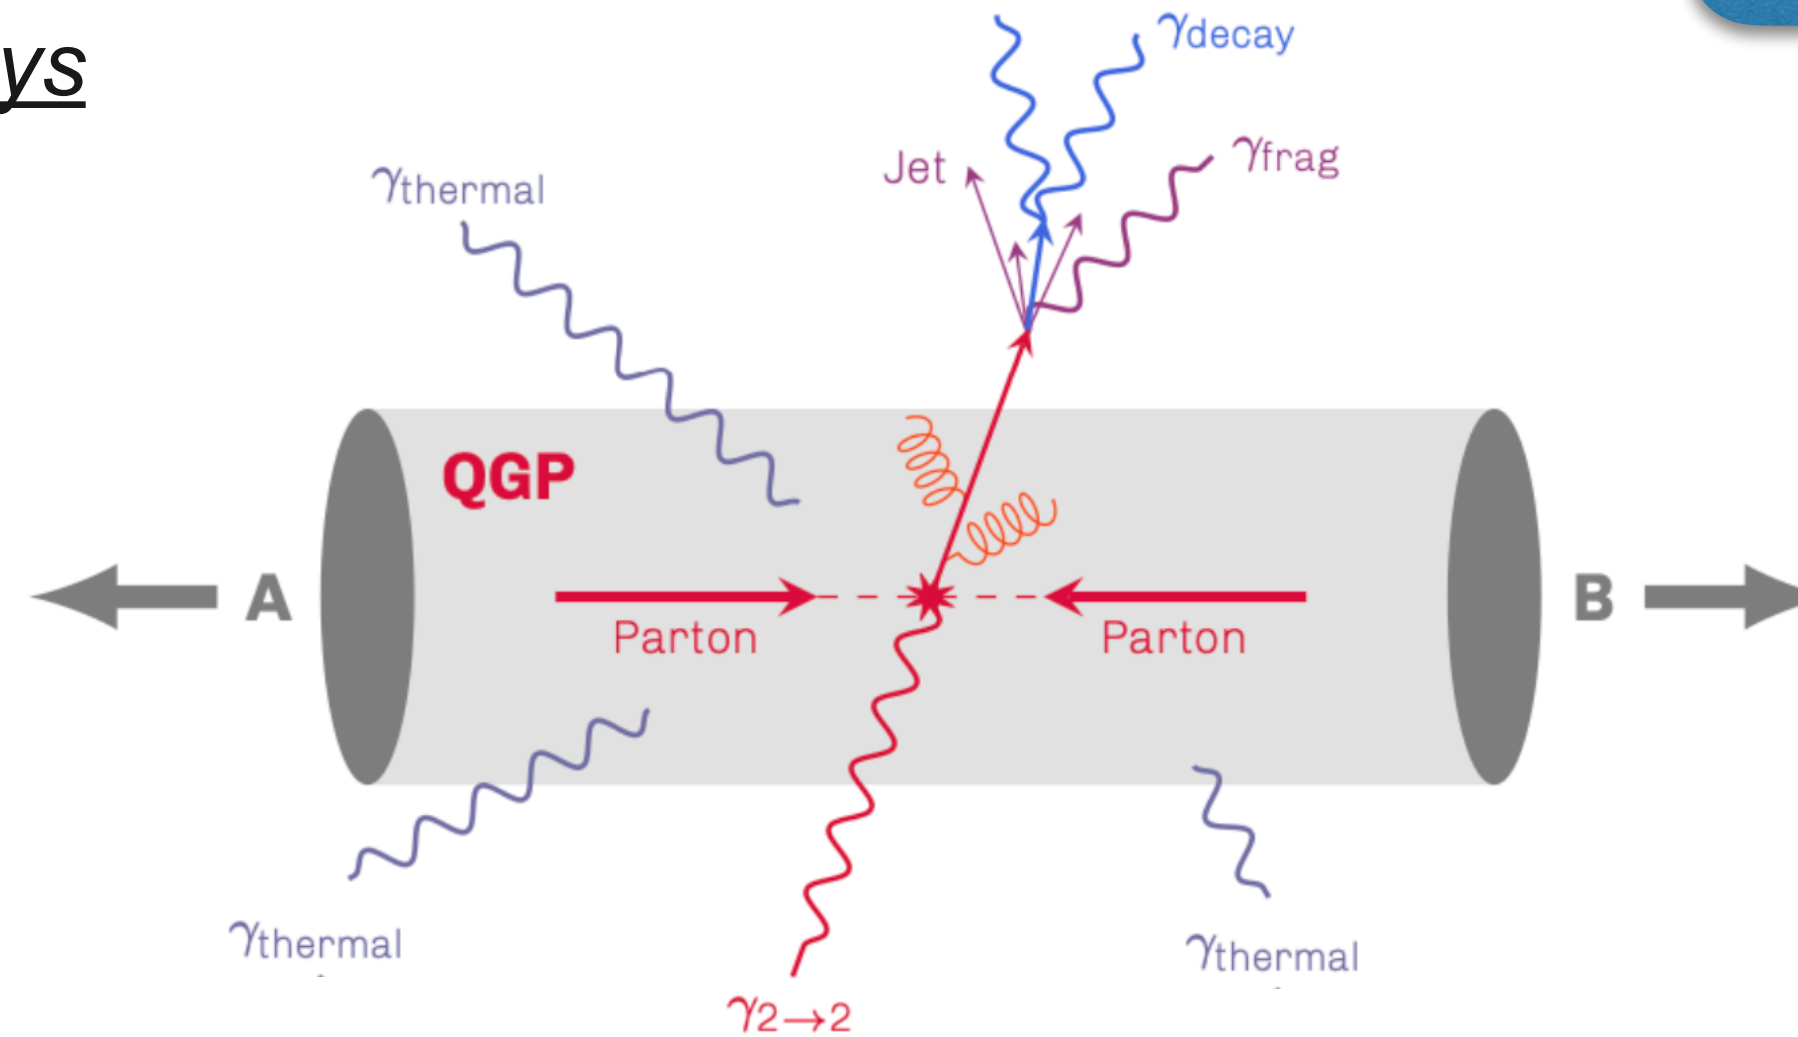 ys
γdecay
Jet
γfrag
γthermal
QGP
A
B
Parton
Parton
γthermal
γthermal
γ2→2